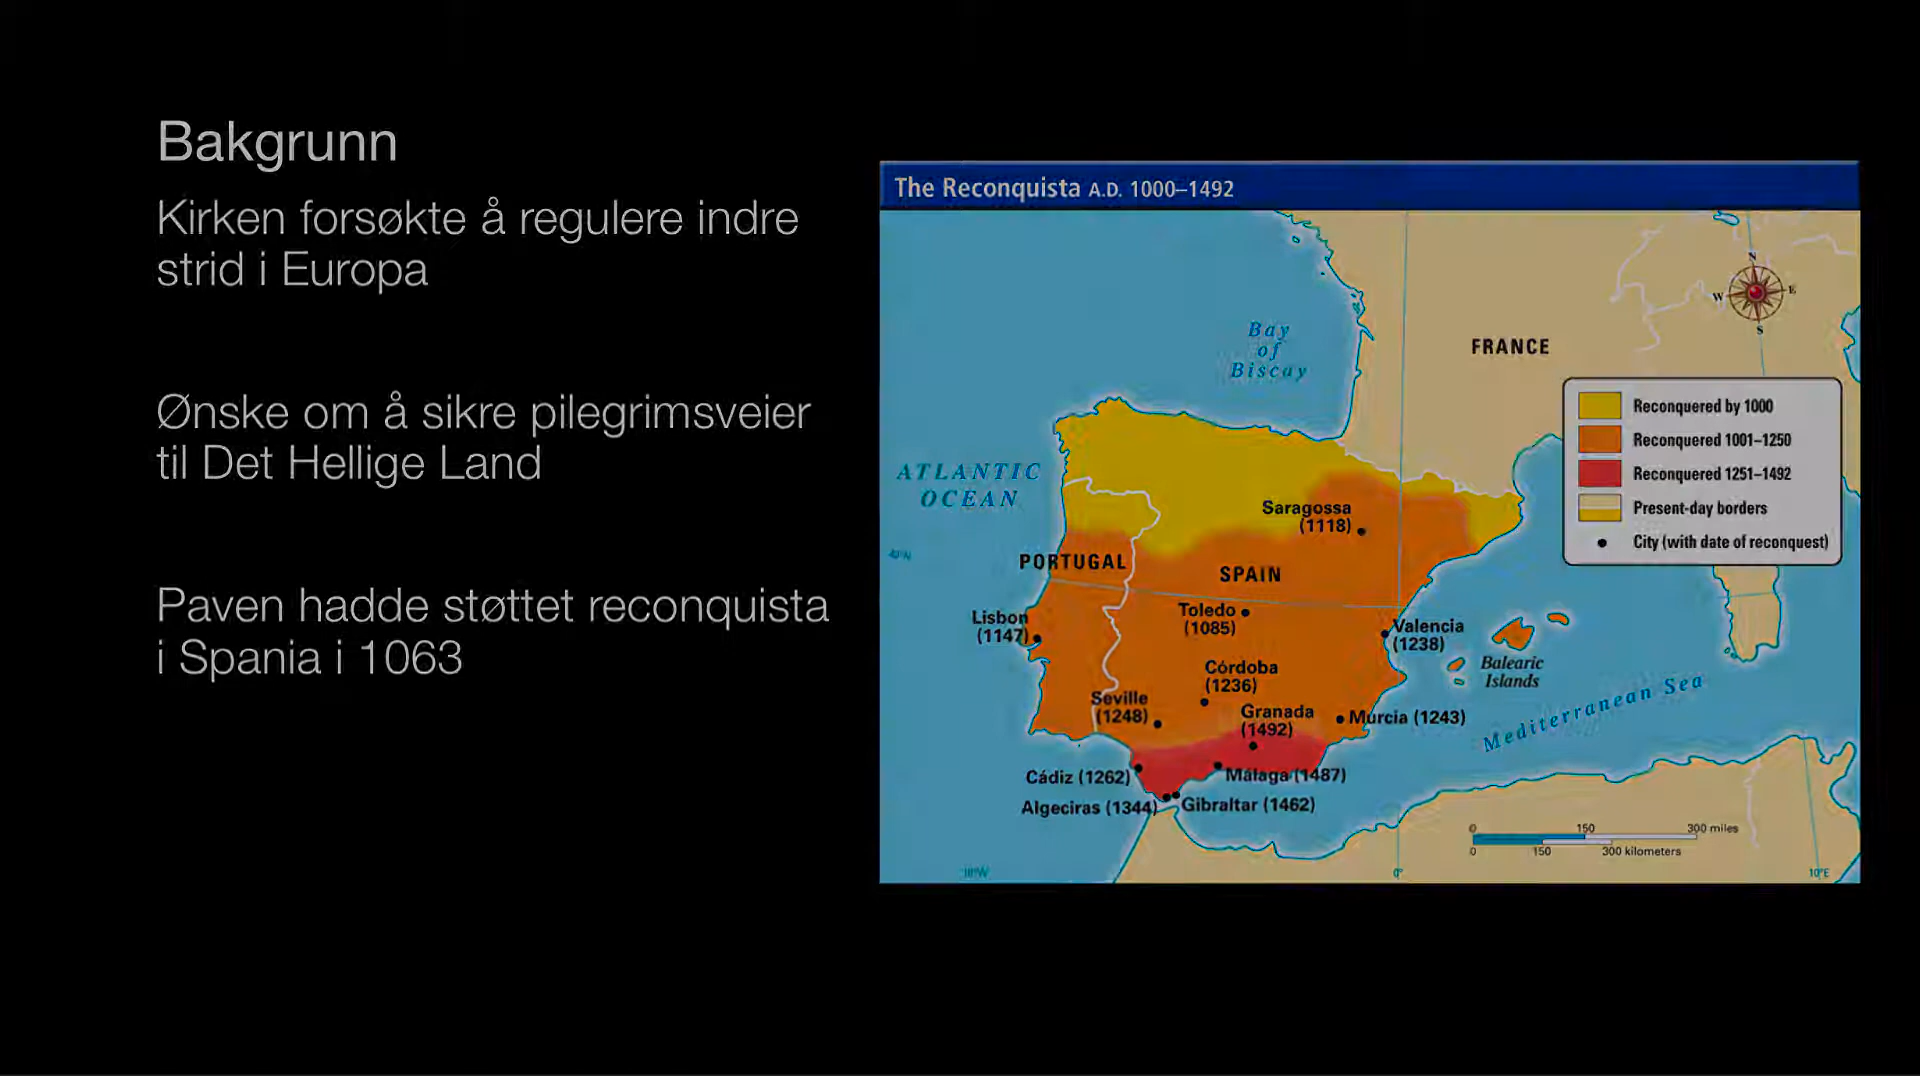 Bakgrunn
Kirken forsøkte å regulere indre
strid i Europa
Ønske om å sikre pilegrimsveier
til Det Hellige Land
Paven hadde støttet reconquista
i Spania i 1063
The Reconquista A.D. 1000–1492
N
W
E
S
Bay
of
Biscay
FRANCE
Reconquered by 1000
Reconquered 1001–1250
Reconquered 1251–1492
Present-day borders
City (with date of reconquest)
ATLANTIC
OCEAN
Saragossa
(1118)
40°N
PORTUGAL
SPAIN
Lisbon
(1147)
Toledo
(1085)
Valencia
(1238)
Balearic
Islands
Córdoba
(1236)
Seville
(1248)
Granada
(1492)
Murcia (1243)
Mediterranean Sea
Cádiz (1262)
Málaga (1487)
Algeciras (1344)
Gibraltar (1462)
0 150 300 miles
0 150 300 kilometers
10°W
0°
10°E